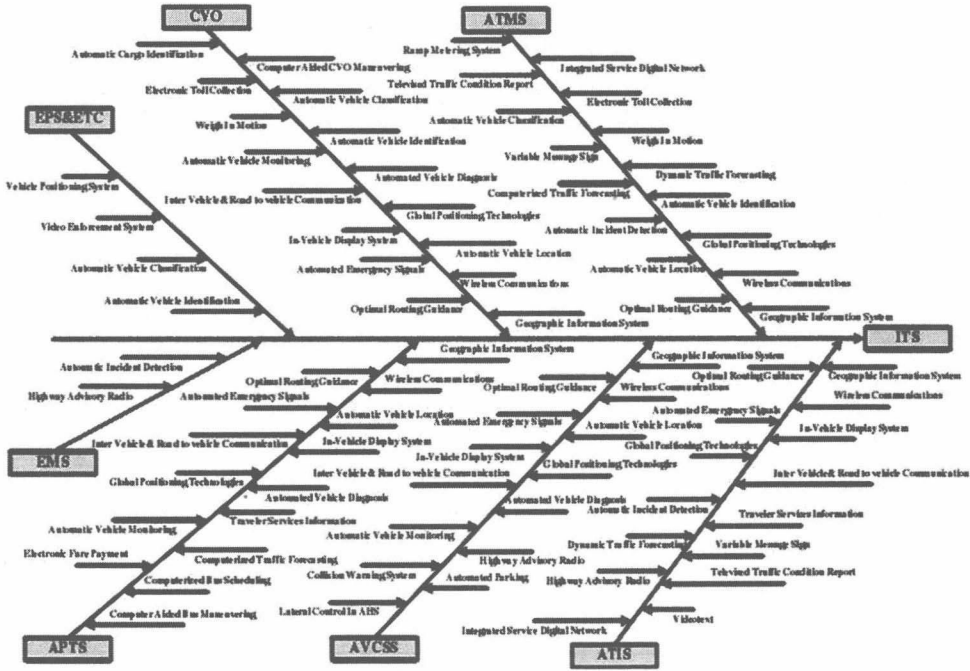 CVO
ATMS
Automatic Cargo Identification
Ramp Metering System
Computer Aided CVO Maneuvering
Integrated Service Digital Network
Electronic Toll Collection
Televised Traffic Condition Report
Automatic Vehicle Classification
Electronic Toll Collection
EPS&ETC
Weigh In Motion
Automatic Vehicle Classification
Automatic Vehicle Identification
Weigh In Motion
Automatic Vehicle Monitoring
Variable Message Sign
Automated Vehicle Diagnosis
Dynamic Traffic Forecasting
Vehicle Positioning System
Inter Vehicle & Road to vehicle Communication
Computerized Traffic Forecasting
Automatic Vehicle Identification
Global Positioning Technologies
Video Enforcement System
In-Vehicle Display System
Automatic Incident Detection
Global Positioning Technologies
Automatic Vehicle Location
Automatic Vehicle Classification
Automated Emergency Signals
Automatic Vehicle Location
Wireless Communications
Wireless Communications
Automatic Vehicle Identification
Optimal Routing Guidance
Optimal Routing Guidance
Geographic Information System
Geographic Information System
ITS
Geographic Information System
Geographic Information System
Automatic Incident Detection
Optimal Routing Guidance
Geographic Information System
Optimal Routing Guidance
Wireless Communications
Optimal Routing Guidance
Wireless Communications
Highway Advisory Radio
Automated Emergency Signals
Wireless Communications
Automatic Vehicle Location
Automated Emergency Signals
Automatic Vehicle Location
Automated Emergency Signals
In-Vehicle Display System
Inter Vehicle & Road to vehicle Communication
In-Vehicle Display System
In-Vehicle Display System
Global Positioning Technologies
EMS
Global Positioning Technologies
Inter Vehicle & Road to vehicle Communication
Inter Vehicle & Road to vehicle Communication
Global Positioning Technologies
Automated Vehicle Diagnosis
Automated Vehicle Diagnosis
Automatic Incident Detection
Traveler Services Information
Traveler Services Information
Automatic Vehicle Monitoring
Automatic Vehicle Monitoring
Dynamic Traffic Forecasting
Variable Message Sign
Electronic Fare Payment
Computerized Traffic Forecasting
Highway Advisory Radio
Collision Warning System
Highway Advisory Radio
Televised Traffic Condition Report
Computerized Bus Scheduling
Automated Parking
Computer Aided Bus Maneuvering
Lateral Control In AHS
Videotext
Integrated Service Digital Network
APTS
AVCSS
ATIS